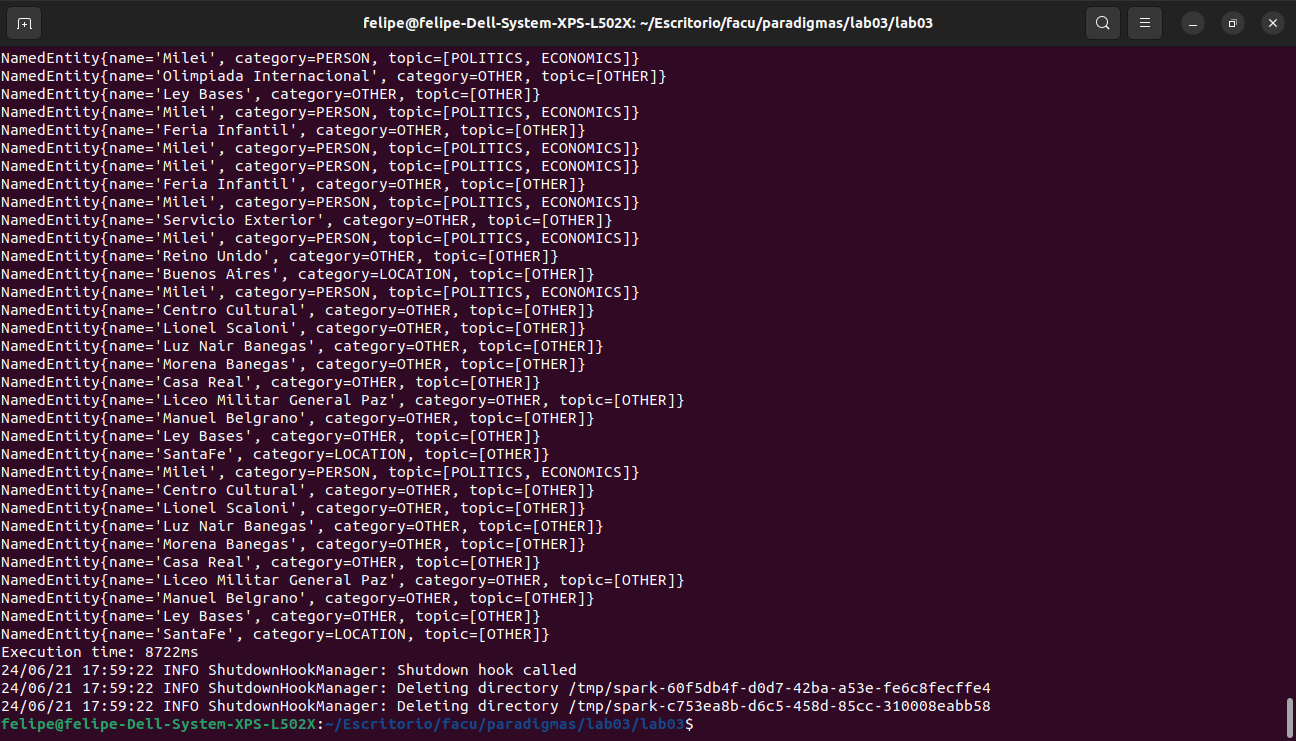 felipe@felipe-Dell-System-XPS-L502X: ~/Escritorio/facu/paradigmas/lab03/lab03
NamedEntity{name='Milei', category=PERSON, topic=[POLITICS, ECONOMICS]}
NamedEntity{name='Olimpiada Internacional', category=OTHER, topic=[OTHER]}
NamedEntity{name='Ley Bases', category=OTHER, topic=[OTHER]}
NamedEntity{name='Milei', category=PERSON, topic=[POLITICS, ECONOMICS]}
NamedEntity{name='Feria Infantil', category=OTHER, topic=[OTHER]}
NamedEntity{name='Milei', category=PERSON, topic=[POLITICS, ECONOMICS]}
NamedEntity{name='Milei', category=PERSON, topic=[POLITICS, ECONOMICS]}
NamedEntity{name='Feria Infantil', category=OTHER, topic=[OTHER]}
NamedEntity{name='Milei', category=PERSON, topic=[POLITICS, ECONOMICS]}
NamedEntity{name='Servicio Exterior', category=OTHER, topic=[OTHER]}
NamedEntity{name='Milei', category=PERSON, topic=[POLITICS, ECONOMICS]}
NamedEntity{name='Reino Unido', category=OTHER, topic=[OTHER]}
NamedEntity{name='Buenos Aires', category=LOCATION, topic=[OTHER]}
NamedEntity{name='Milei', category=PERSON, topic=[POLITICS, ECONOMICS]}
NamedEntity{name='Centro Cultural', category=OTHER, topic=[OTHER]}
NamedEntity{name='Lionel Scaloni', category=OTHER, topic=[OTHER]}
NamedEntity{name='Luz Nair Banegas', category=OTHER, topic=[OTHER]}
NamedEntity{name='Morena Banegas', category=OTHER, topic=[OTHER]}
NamedEntity{name='Casa Real', category=OTHER, topic=[OTHER]}
NamedEntity{name='Liceo Militar General Paz', category=OTHER, topic=[OTHER]}
NamedEntity{name='Manuel Belgrano', category=OTHER, topic=[OTHER]}
NamedEntity{name='Ley Bases', category=OTHER, topic=[OTHER]}
NamedEntity{name='SantaFe', category=LOCATION, topic=[OTHER]}
NamedEntity{name='Milei', category=PERSON, topic=[POLITICS, ECONOMICS]}
NamedEntity{name='Centro Cultural', category=OTHER, topic=[OTHER]}
NamedEntity{name='Lionel Scaloni', category=OTHER, topic=[OTHER]}
NamedEntity{name='Luz Nair Banegas', category=OTHER, topic=[OTHER]}
NamedEntity{name='Morena Banegas', category=OTHER, topic=[OTHER]}
NamedEntity{name='Casa Real', category=OTHER, topic=[OTHER]}
NamedEntity{name='Liceo Militar General Paz', category=OTHER, topic=[OTHER]}
NamedEntity{name='Manuel Belgrano', category=OTHER, topic=[OTHER]}
NamedEntity{name='Ley Bases', category=OTHER, topic=[OTHER]}
NamedEntity{name='SantaFe', category=LOCATION, topic=[OTHER]}
Execution time: 8722ms
24/06/21 17:59:22 INFO ShutdownHookManager: Shutdown hook called
24/06/21 17:59:22 INFO ShutdownHookManager: Deleting directory /tmp/spark-60f5db4f-d0d7-42ba-a53e-fe6c8fecffe4
24/06/21 17:59:22 INFO ShutdownHookManager: Deleting directory /tmp/spark-c753ea8b-d6c5-458d-85cc-310008eabb58
felipe@felipe-Dell-System-XPS-L502X:~/Escritorio/facu/paradigmas/lab03/lab03$